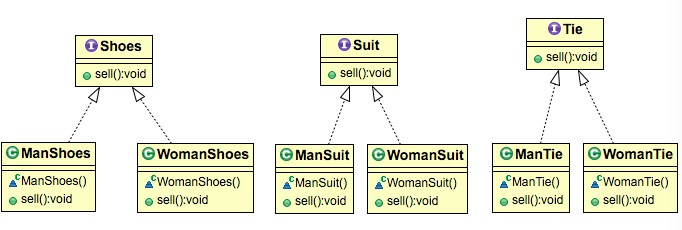 Shoes
sell():void
Suit
sell():void
Tie
sell():void
ManShoes
ManShoes()
sell():void
WomanShoes
WomanShoes()
sell():void
ManSuit
ManSuit()
sell():void
WomanSuit
WomanSuit()
sell():void
ManTie
ManTie()
sell():void
WomanTie
WomanTie()
sell():void